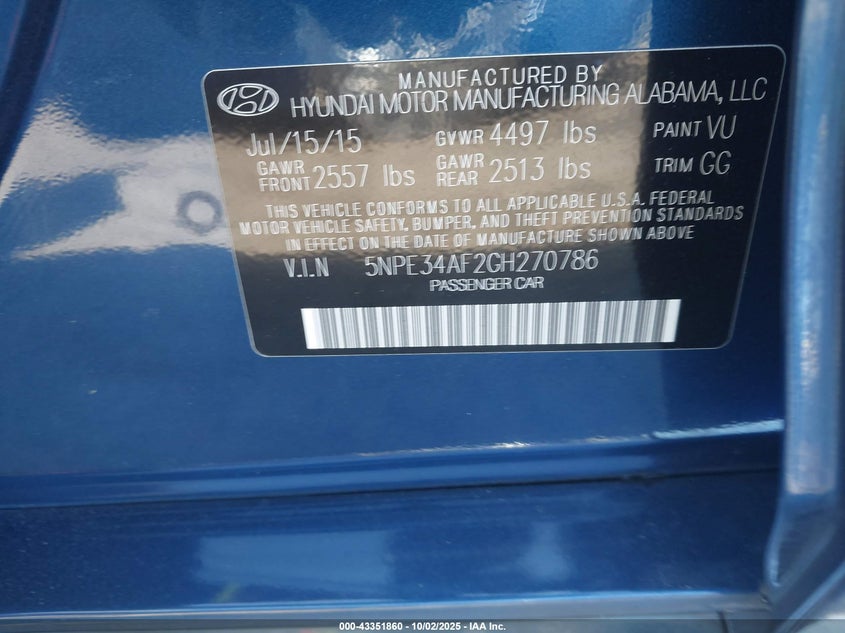 MANUFACTURED BY
HYUNDAI MOTOR MANUFACTURING ALABAMA, LLC
Jul/15/15 GVWR 4497 lbs PAINT VU
GAWR FRONT 2557 lbs GAWR REAR 2513 lbs TRIM GG
THIS VEHICLE CONFORMS TO ALL APPLICABLE U.S.A. FEDERAL
MOTOR VEHICLE SAFETY, BUMPER, AND THEFT PREVENTION STANDARDS
IN EFFECT ON THE DATE OF MANUFACTURE SHOWN ABOVE
V.I.N 5NPE34AF2GH270786
PASSENGER CAR
000-43351860 - 10/02/2025 - IAA Inc.